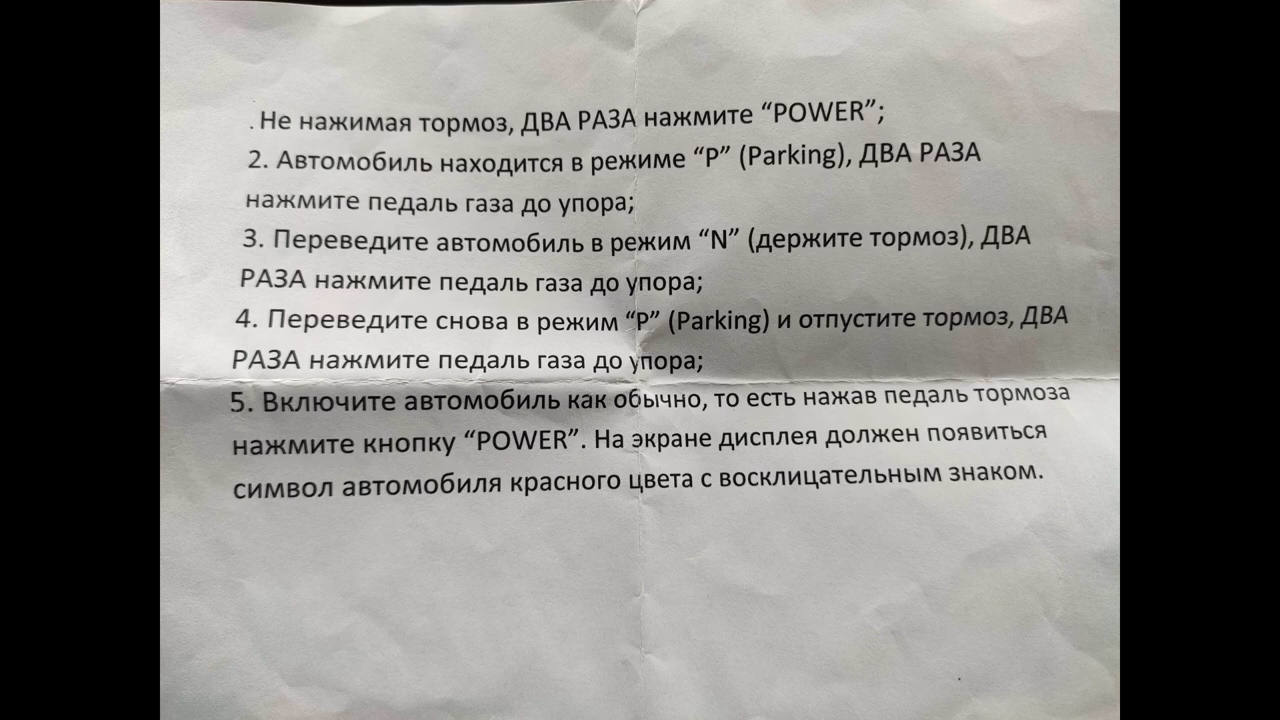 . Не нажимая тормоз, ДВА РАЗА нажмите “POWER”;
2. Автомобиль находится в режиме “P” (Parking), ДВА РАЗА
нажмите педаль газа до упора;
3. Переведите автомобиль в режим “N” (держите тормоз), ДВА
РАЗА нажмите педаль газа до упора;
4. Переведите снова в режим “P” (Parking) и отпустите тормоз, ДВА
РАЗА нажмите педаль газа до упора;
5. Включите автомобиль как обычно, то есть нажав педаль тормоза
нажмите кнопку “POWER”. На экране дисплея должен появиться
символ автомобиля красного цвета с восклицательным знаком.